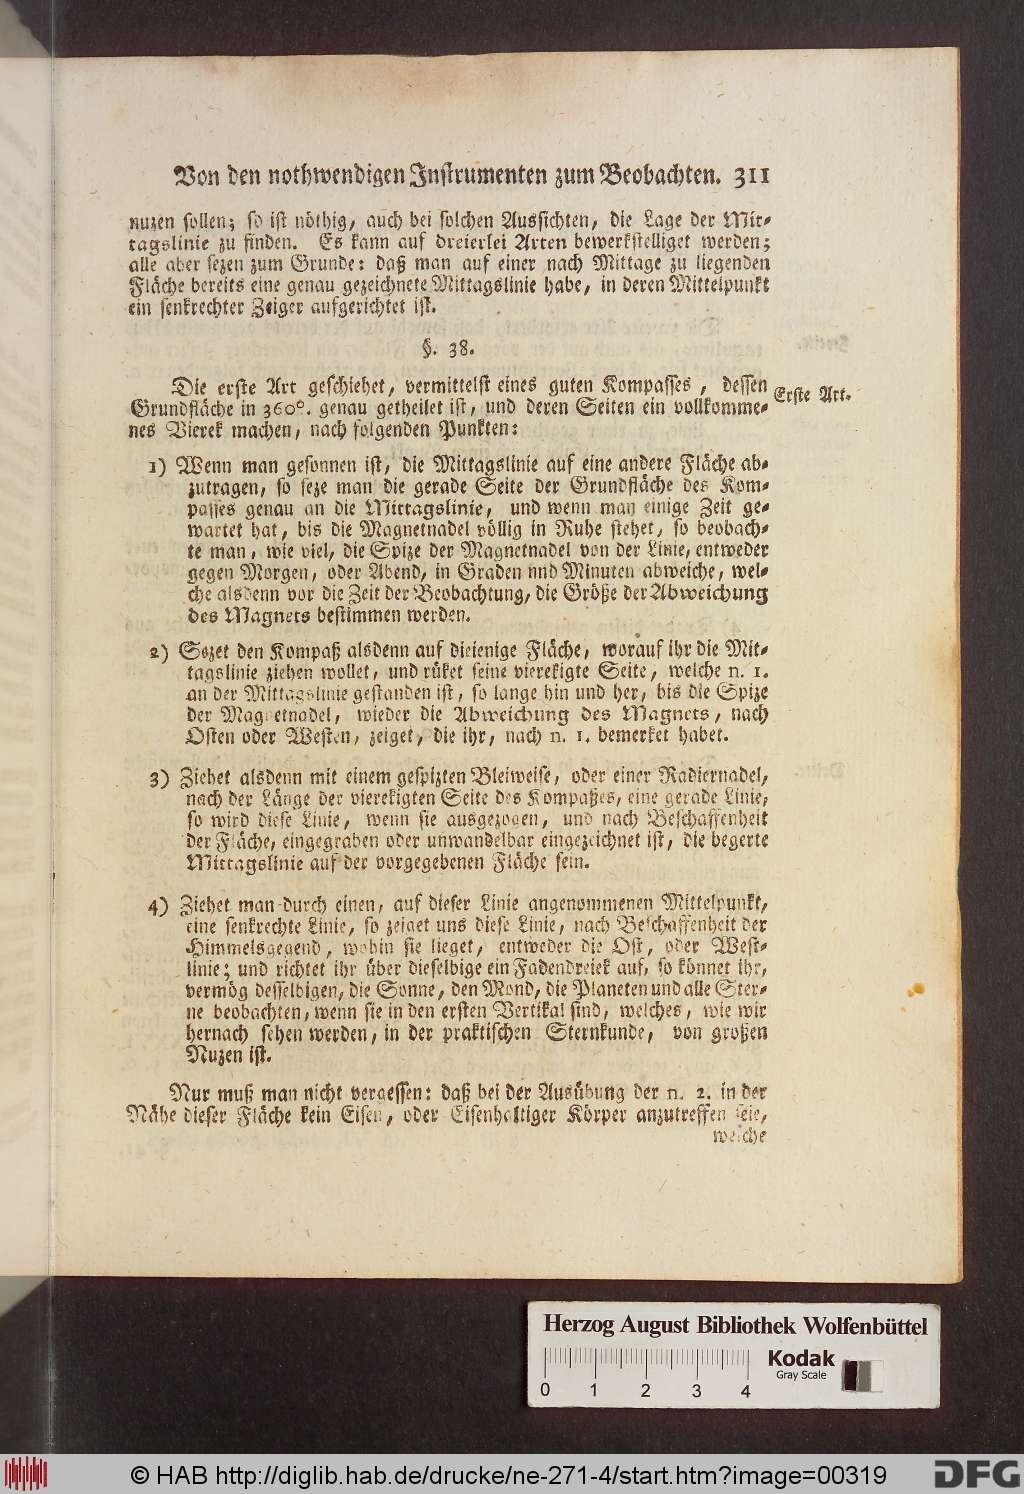 Von den nothwendigen Instrumenten zum Beobachten. 311
nuzen sollen; so ist nöthig, auch bei solchen Aussichten, die Lage der Mit-
tagslinie zu finden. Es kann auf dreierlei Arten bewerkstelliget werden;
alle aber sezen zum Grunde: daß man auf einer nach Mittage zu liegenden
Fläche bereits eine genau gezeichnete Mittagslinie habe, in deren Mittelpunkt
ein senkrechter Zeiger aufgerichtet ist.
§. 38.
Die erste Art geschiehet, vermittelst eines guten Kompasses, dessen
Erste Art.
Grundfläche in 360°. genau getheilet ist, und deren Seiten ein vollkomme-
nes Vierek machen, nach folgenden Punkten:
1) Wenn man gesonnen ist, die Mittagslinie auf eine andere Fläche ab-
zutragen, so seze man die gerade Seite der Grundfläche des Kom-
passes genau an die Mittagslinie, und wenn man einige Zeit ge-
wartet hat, bis die Magnetnadel völlig in Ruhe stehet, so beobach-
te man, wie viel, die Spize der Magnetnadel von der Linie, entweder
gegen Morgen, oder Abend, in Graden nnd Minuten abweiche, wel-
che alsdenn vor die Zeit der Beobachtung, die Größe der Abweichung
des Magnets bestimmen werden.
2) Sezet den Kompaß alsdenn auf dieienige Fläche, worauf ihr die Mit-
tagslinie ziehen wollet, und rüket seine vierekigte Seite, welche n. 1.
an der Mittagslinie gestanden ist, so lange hin und her, bis die Spize
der Magnetnadel, wieder die Abweichung des Magnets, nach
Osten oder Westen, zeiget, die ihr, nach n. 1. bemerket habet.
3) Ziehet alsdenn mit einem gespizten Bleiweise, oder einer Radiernadel,
nach der Länge der vierekigten Seite des Kompaßes, eine gerade Linie,
so wird diese Linie, wenn sie ausgezogen, und nach Beschaffenheit
der Fläche, eingegraben oder unwandelbar eingezeichnet ist, die begerte
Mittagslinie auf der vorgegebenen Fläche sein.
4) Ziehet man durch einen, auf dieser Linie angenommenen Mittelpunkt,
eine senkrechte Linie, so zeiget uns diese Linie, nach Beschaffenheit der
Himmelsgegend, wohin sie lieget, entweder die Ost, oder West-
linie; und richtet ihr über dieselbige ein Fadendreiek auf, so könnet ihr,
vermög desselbigen, die Sonne, den Mond, die Planeten und alle Ster-
ne beobachten, wenn sie in den ersten Vertikal sind, welches, wie wir
hernach sehen werden, in der praktischen Sternkunde, von großen
Nuzen ist.
Nur muß man nicht vergessen: daß bei der Ausübung der n. 2. in der
Nähe dieser Fläche kein Eisen, oder Eisenhaltiger Körper anzutreffen seie,
welche
Herzog August Bibliothek Wolfenbüttel
0 1 2 3 4
Kodak
Gray Scale
© HAB http://diglib.hab.de/drucke/ne-271-4/start.htm?image=00319
DFG